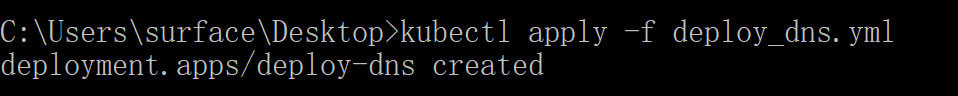 C:\Users\surface\Desktop>kubectl apply -f deploy_dns.yml
deployment.apps/deploy-dns created